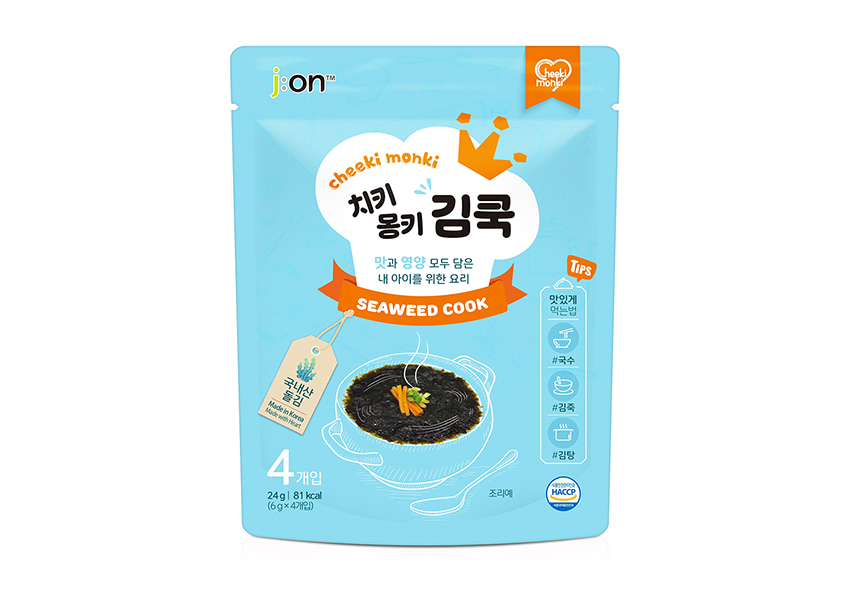 j:on™
cheeki
monki
cheeki monki
치키
몽키 김쿡
맛과 영양 모두 담은
내 아이를 위한 요리
SEAWEED COOK
TIPS
맛있게
먹는법
#국수
#김죽
#김탕
국내산
돌김
Made in Korea
Made with Heart
4개입
24g | 81 kcal
(6g×4개입)
조리예
HACCP